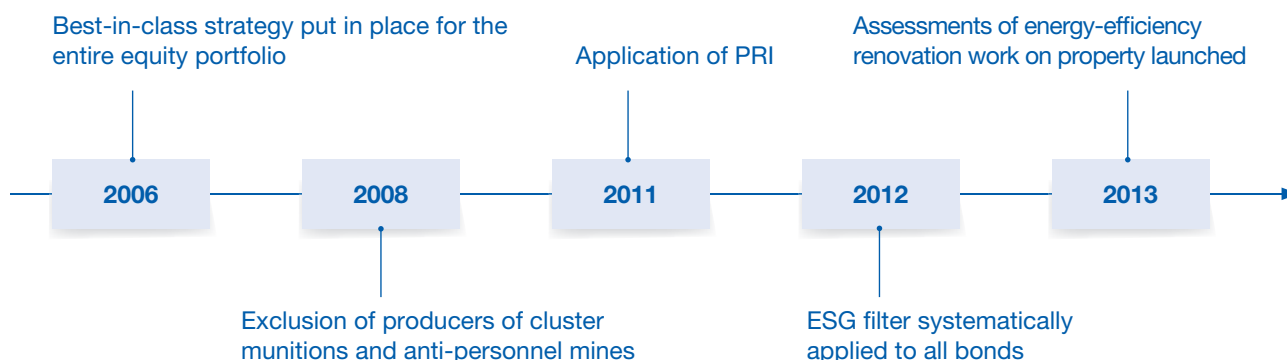 Best-in-class strategy put in place for the
entire equity portfolio
Application of PRI
Assessments of energy-efficiency
renovation work on property launched
2006
2008
2011
2012
2013
Exclusion of producers of cluster
munitions and anti-personnel mines
ESG filter systematically
applied to all bonds